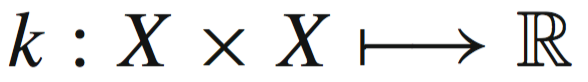 k : X × X ⟼ ℝ